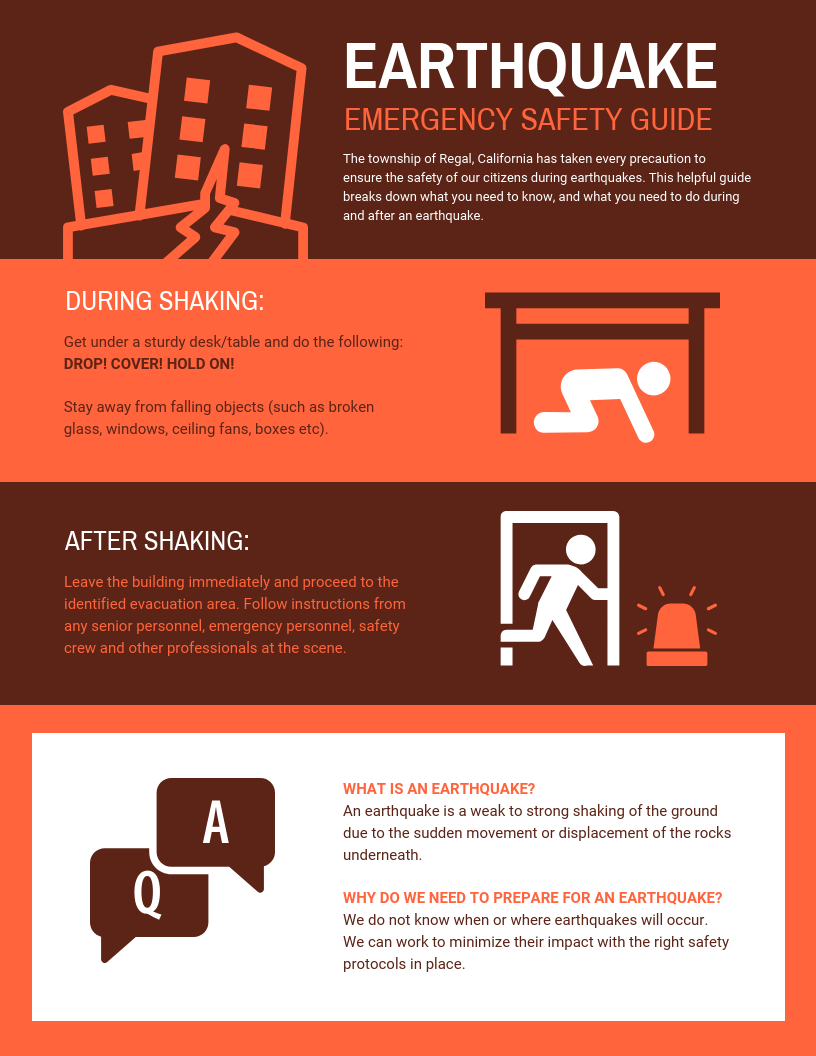 EARTHQUAKE
EMERGENCY SAFETY GUIDE
The township of Regal, California has taken every precaution to
ensure the safety of our citizens during earthquakes. This helpful guide
breaks down what you need to know, and what you need to do during
and after an earthquake.
DURING SHAKING:
Get under a sturdy desk/table and do the following:
DROP! COVER! HOLD ON!
Stay away from falling objects (such as broken
glass, windows, ceiling fans, boxes etc).
AFTER SHAKING:
Leave the building immediately and proceed to the
identified evacuation area. Follow instructions from
any senior personnel, emergency personnel, safety
crew and other professionals at the scene.
A
Q
WHAT IS AN EARTHQUAKE?
An earthquake is a weak to strong shaking of the ground
due to the sudden movement or displacement of the rocks
underneath.
WHY DO WE NEED TO PREPARE FOR AN EARTHQUAKE?
We do not know when or where earthquakes will occur.
We can work to minimize their impact with the right safety
protocols in place.